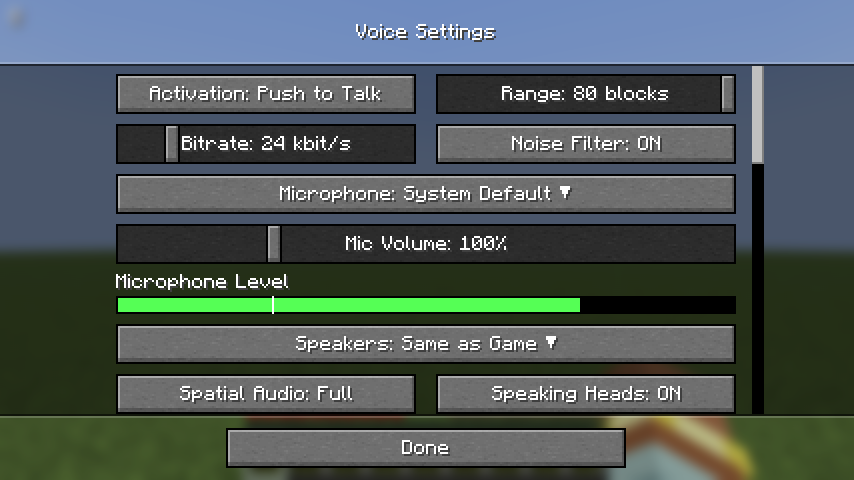 Voice Settings
Activation: Push to Talk
Range: 80 blocks
Bitrate: 24 kbit/s
Noise Filter: ON
Microphone: System Default ▼
Mic Volume: 100%
Microphone Level
Speakers: Same as Game ▼
Spatial Audio: Full
Speaking Heads: ON
Done